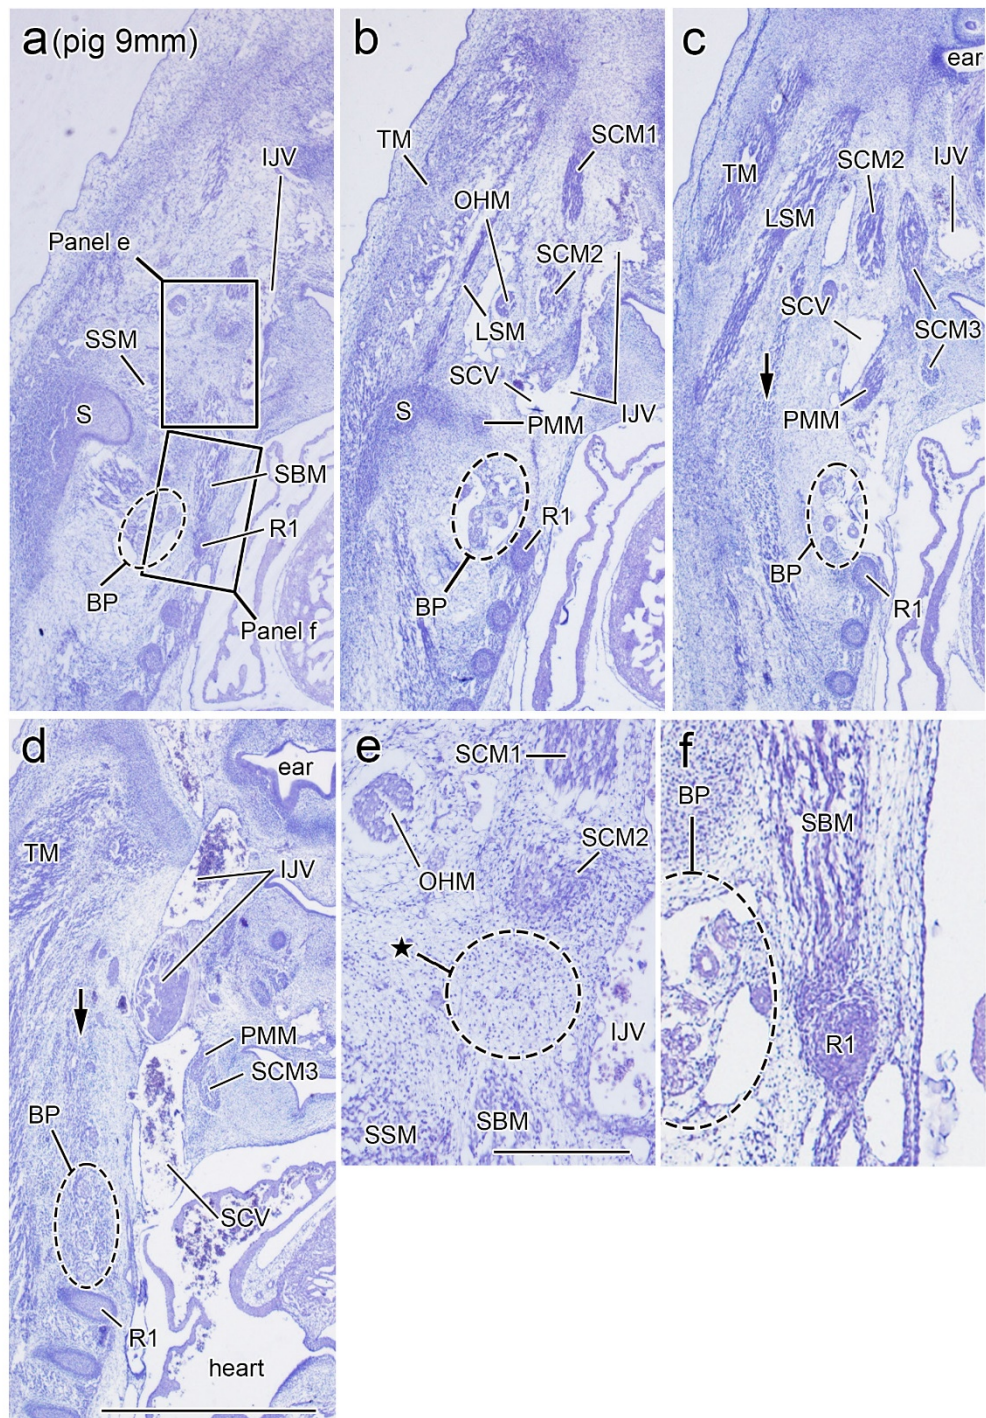 a (pig 9mm)
IJV
Panel e
SSM
S
SBM
R1
BP
Panel f
b
TM
SCM1
OHM
SCM2
LSM
SCV
S
PMM
IJV
R1
BP
c
ear
TM
SCM2
IJV
LSM
SCV
SCM3
PMM
BP
R1
d
ear
TM
IJV
PMM
SCM3
BP
SCV
R1
heart
e
SCM1
SCM2
OHM
IJV
SSM
SBM
f
BP
SBM
R1